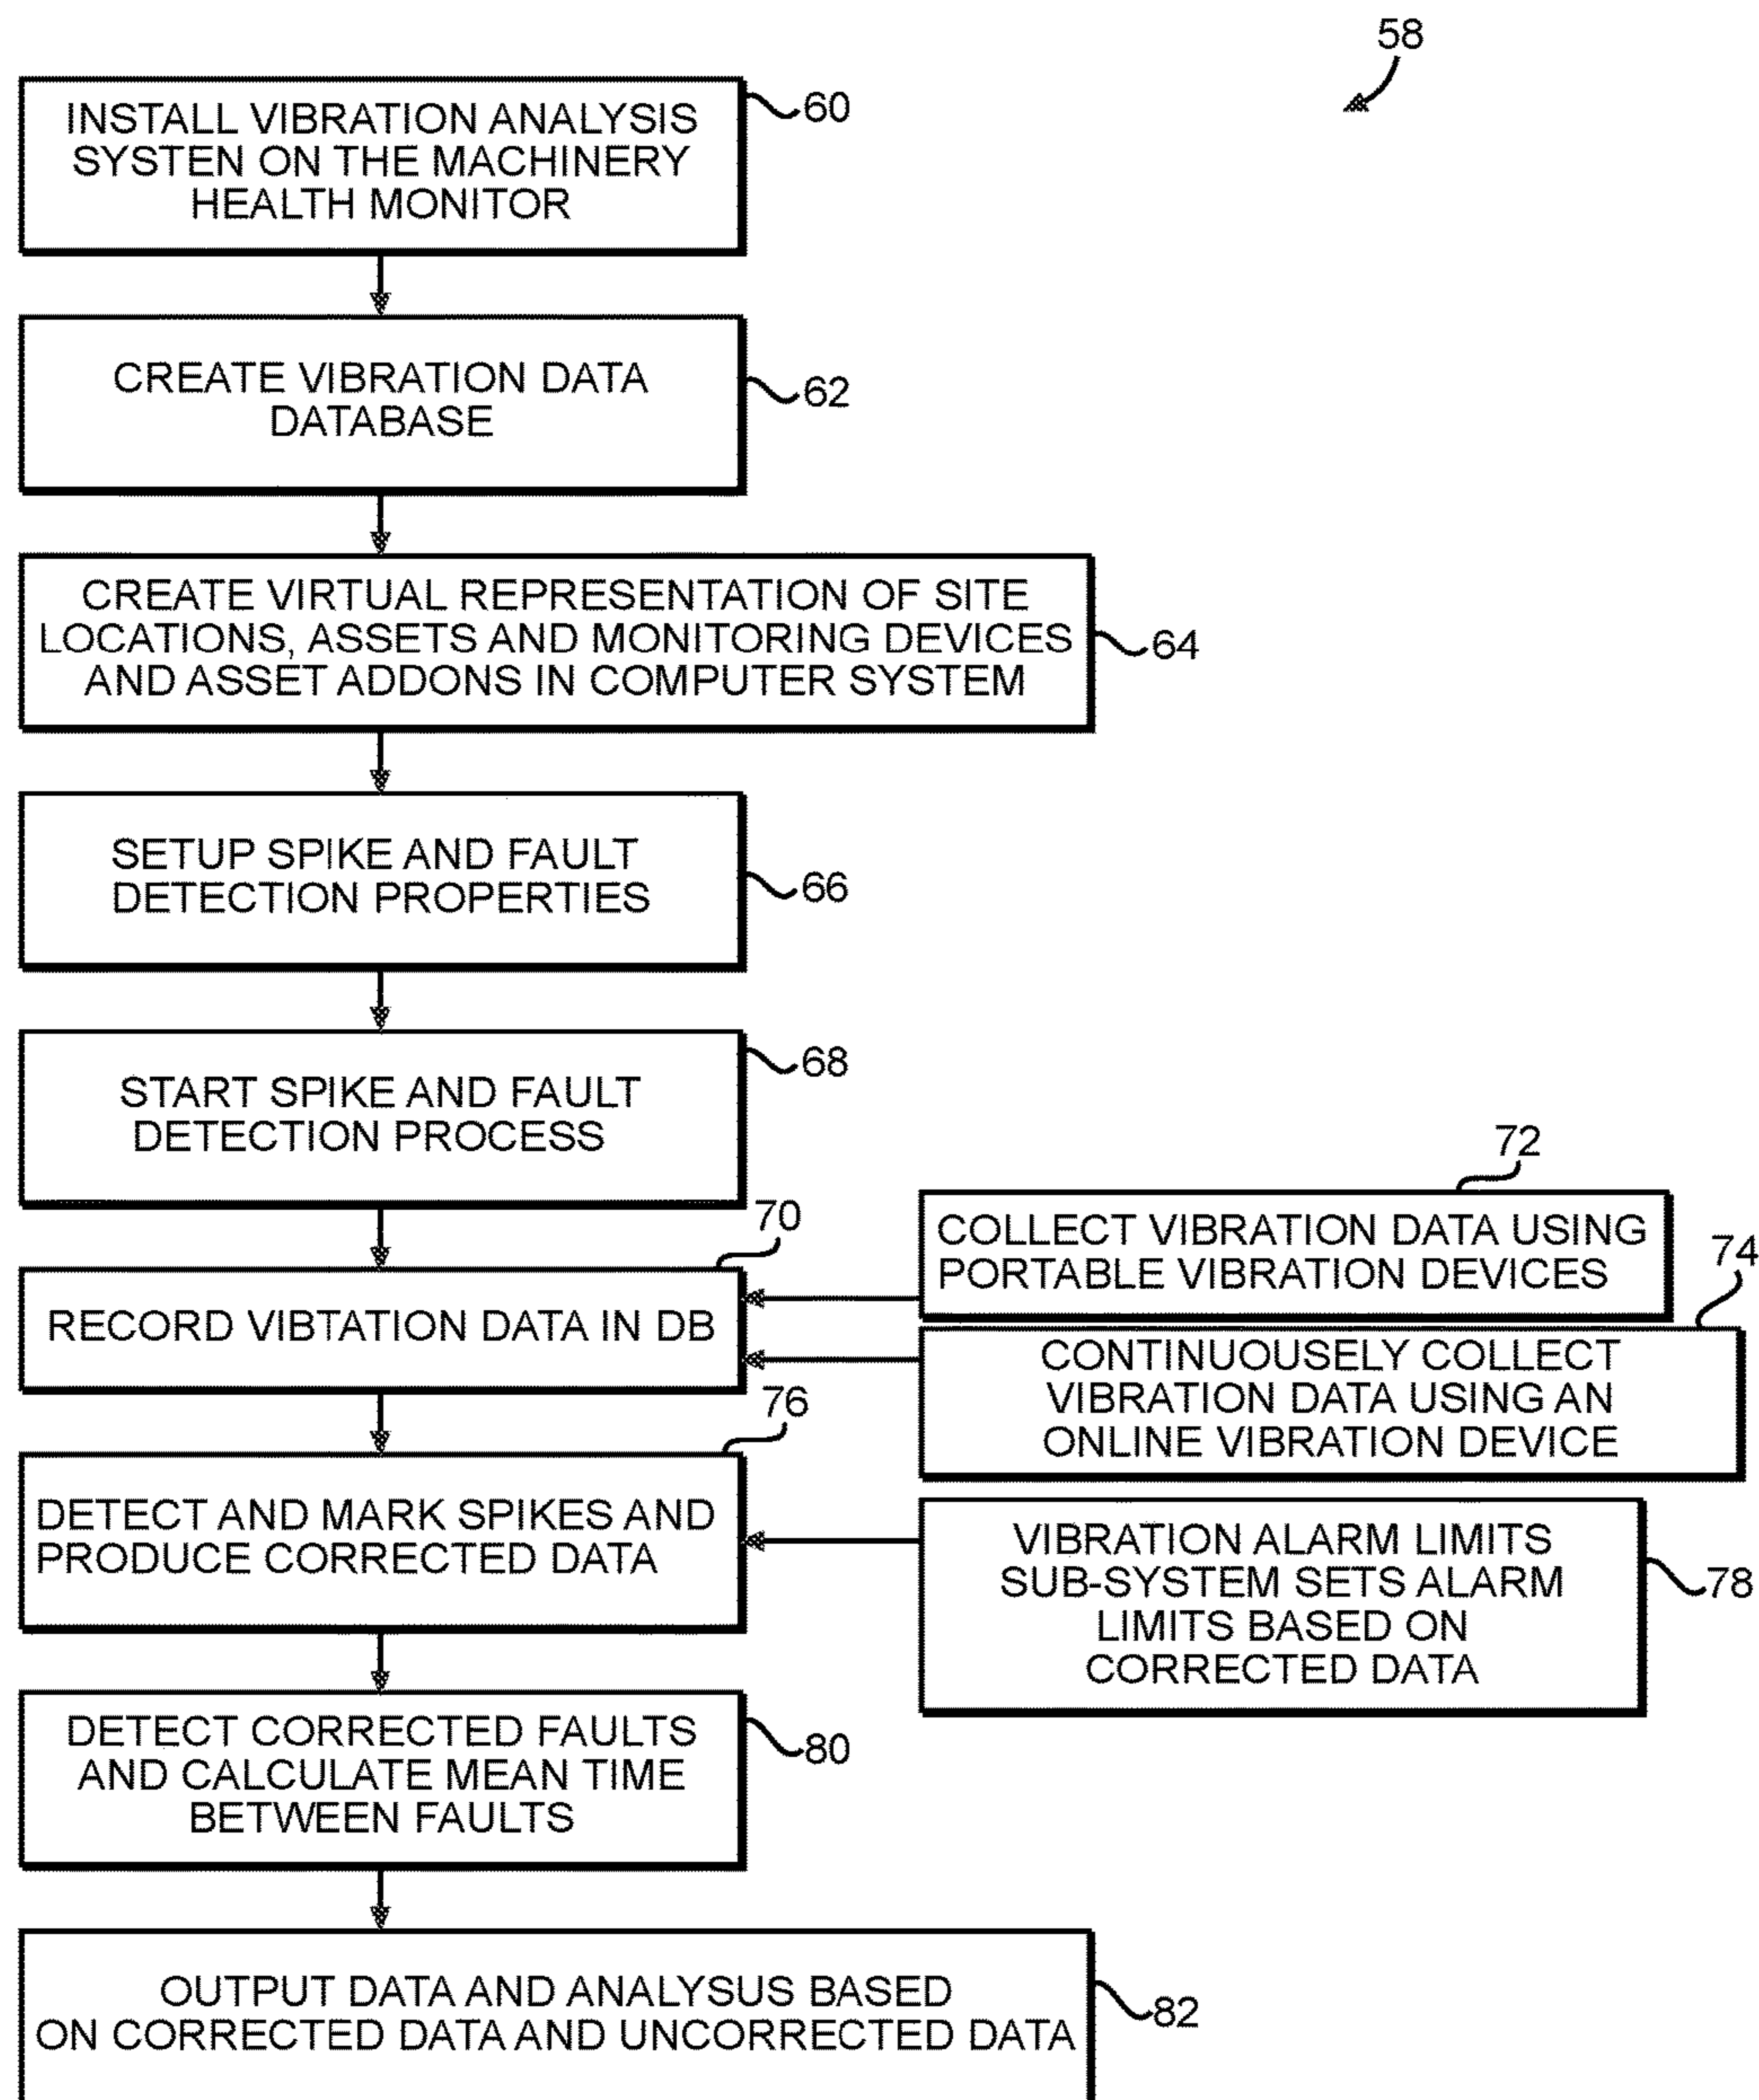 58
INSTALL VIBRATION ANALYSIS
SYSTEN ON THE MACHINERY
HEALTH MONITOR
60
CREATE VIBRATION DATA
DATABASE
62
CREATE VIRTUAL REPRESENTATION OF SITE
LOCATIONS, ASSETS AND MONITORING DEVICES
AND ASSET ADDONS IN COMPUTER SYSTEM
64
SETUP SPIKE AND FAULT
DETECTION PROPERTIES
66
START SPIKE AND FAULT
DETECTION PROCESS
68
70
RECORD VIBTATION DATA IN DB
72
COLLECT VIBRATION DATA USING
PORTABLE VIBRATION DEVICES
74
CONTINUOUSELY COLLECT
VIBRATION DATA USING AN
ONLINE VIBRATION DEVICE
76
DETECT AND MARK SPIKES AND
PRODUCE CORRECTED DATA
VIBRATION ALARM LIMITS
SUB-SYSTEM SETS ALARM
LIMITS BASED ON
CORRECTED DATA
78
DETECT CORRECTED FAULTS
AND CALCULATE MEAN TIME
BETWEEN FAULTS
80
OUTPUT DATA AND ANALYSUS BASED
ON CORRECTED DATA AND UNCORRECTED DATA
82